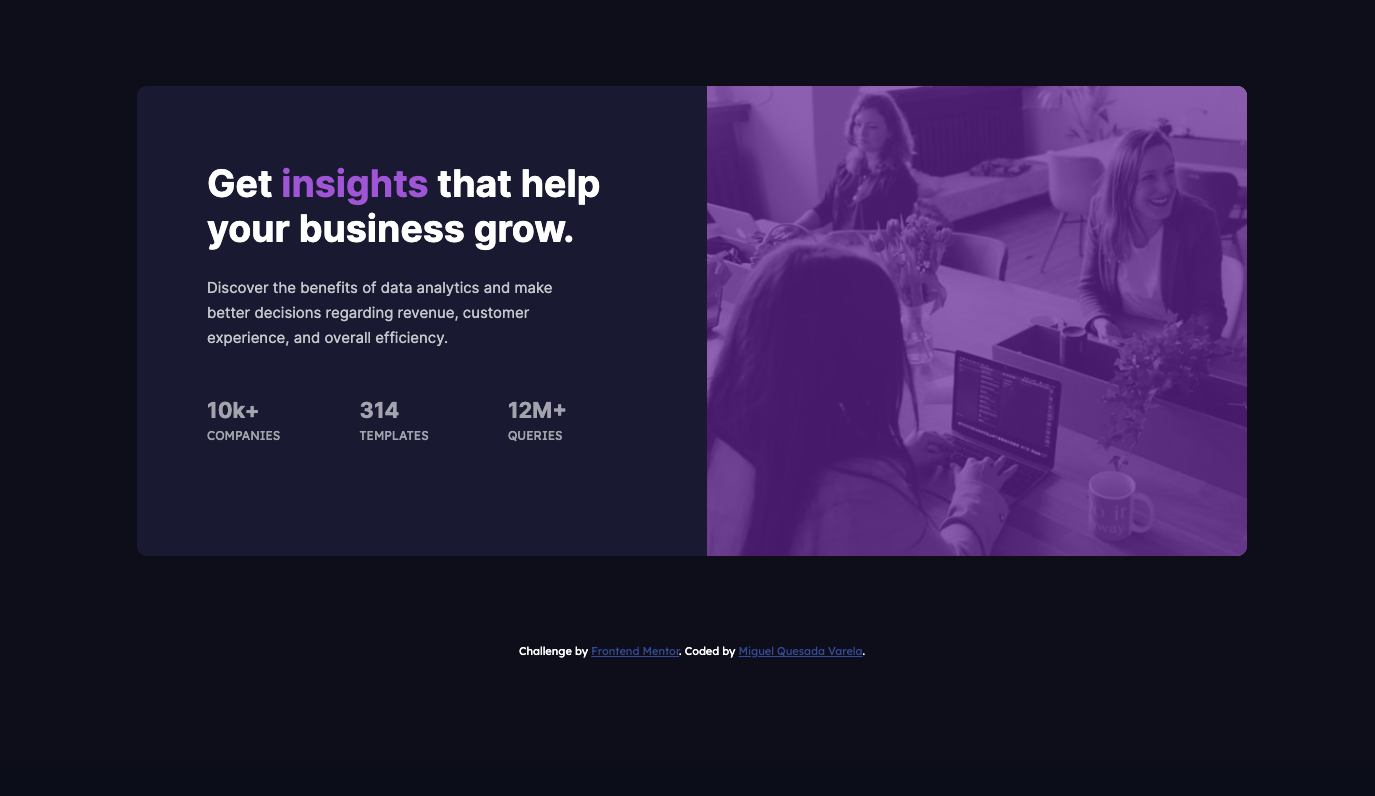 Get insights that help
your business grow.
Discover the benefits of data analytics and make
better decisions regarding revenue, customer
experience, and overall efficiency.
10k+ 314 12M+
COMPANIES TEMPLATES QUERIES
Challenge by Frontend Mentor. Coded by Miguel Quesada Varela.